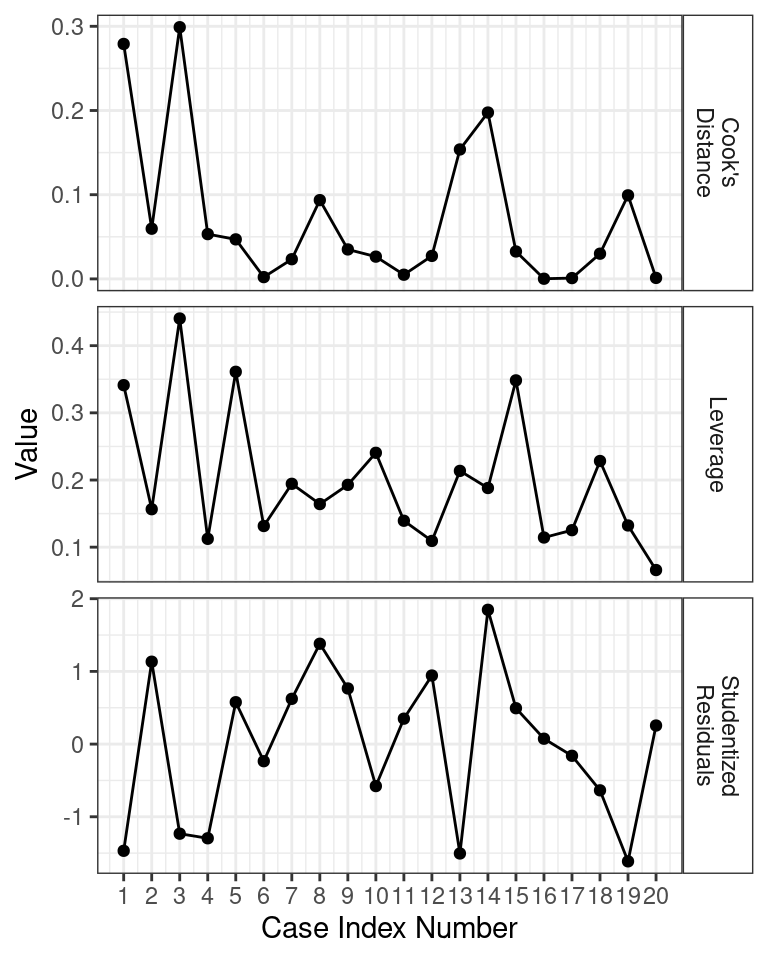 0.3
0.2
0.1
0.0
Cook's
Distance
0.4
0.3
0.2
0.1
Leverage
2
1
0
-1
Studentized
Residuals
Value
1 2 3 4 5 6 7 8 9 10 11 12 13 14 15 16 17 18 19 20
Case Index Number